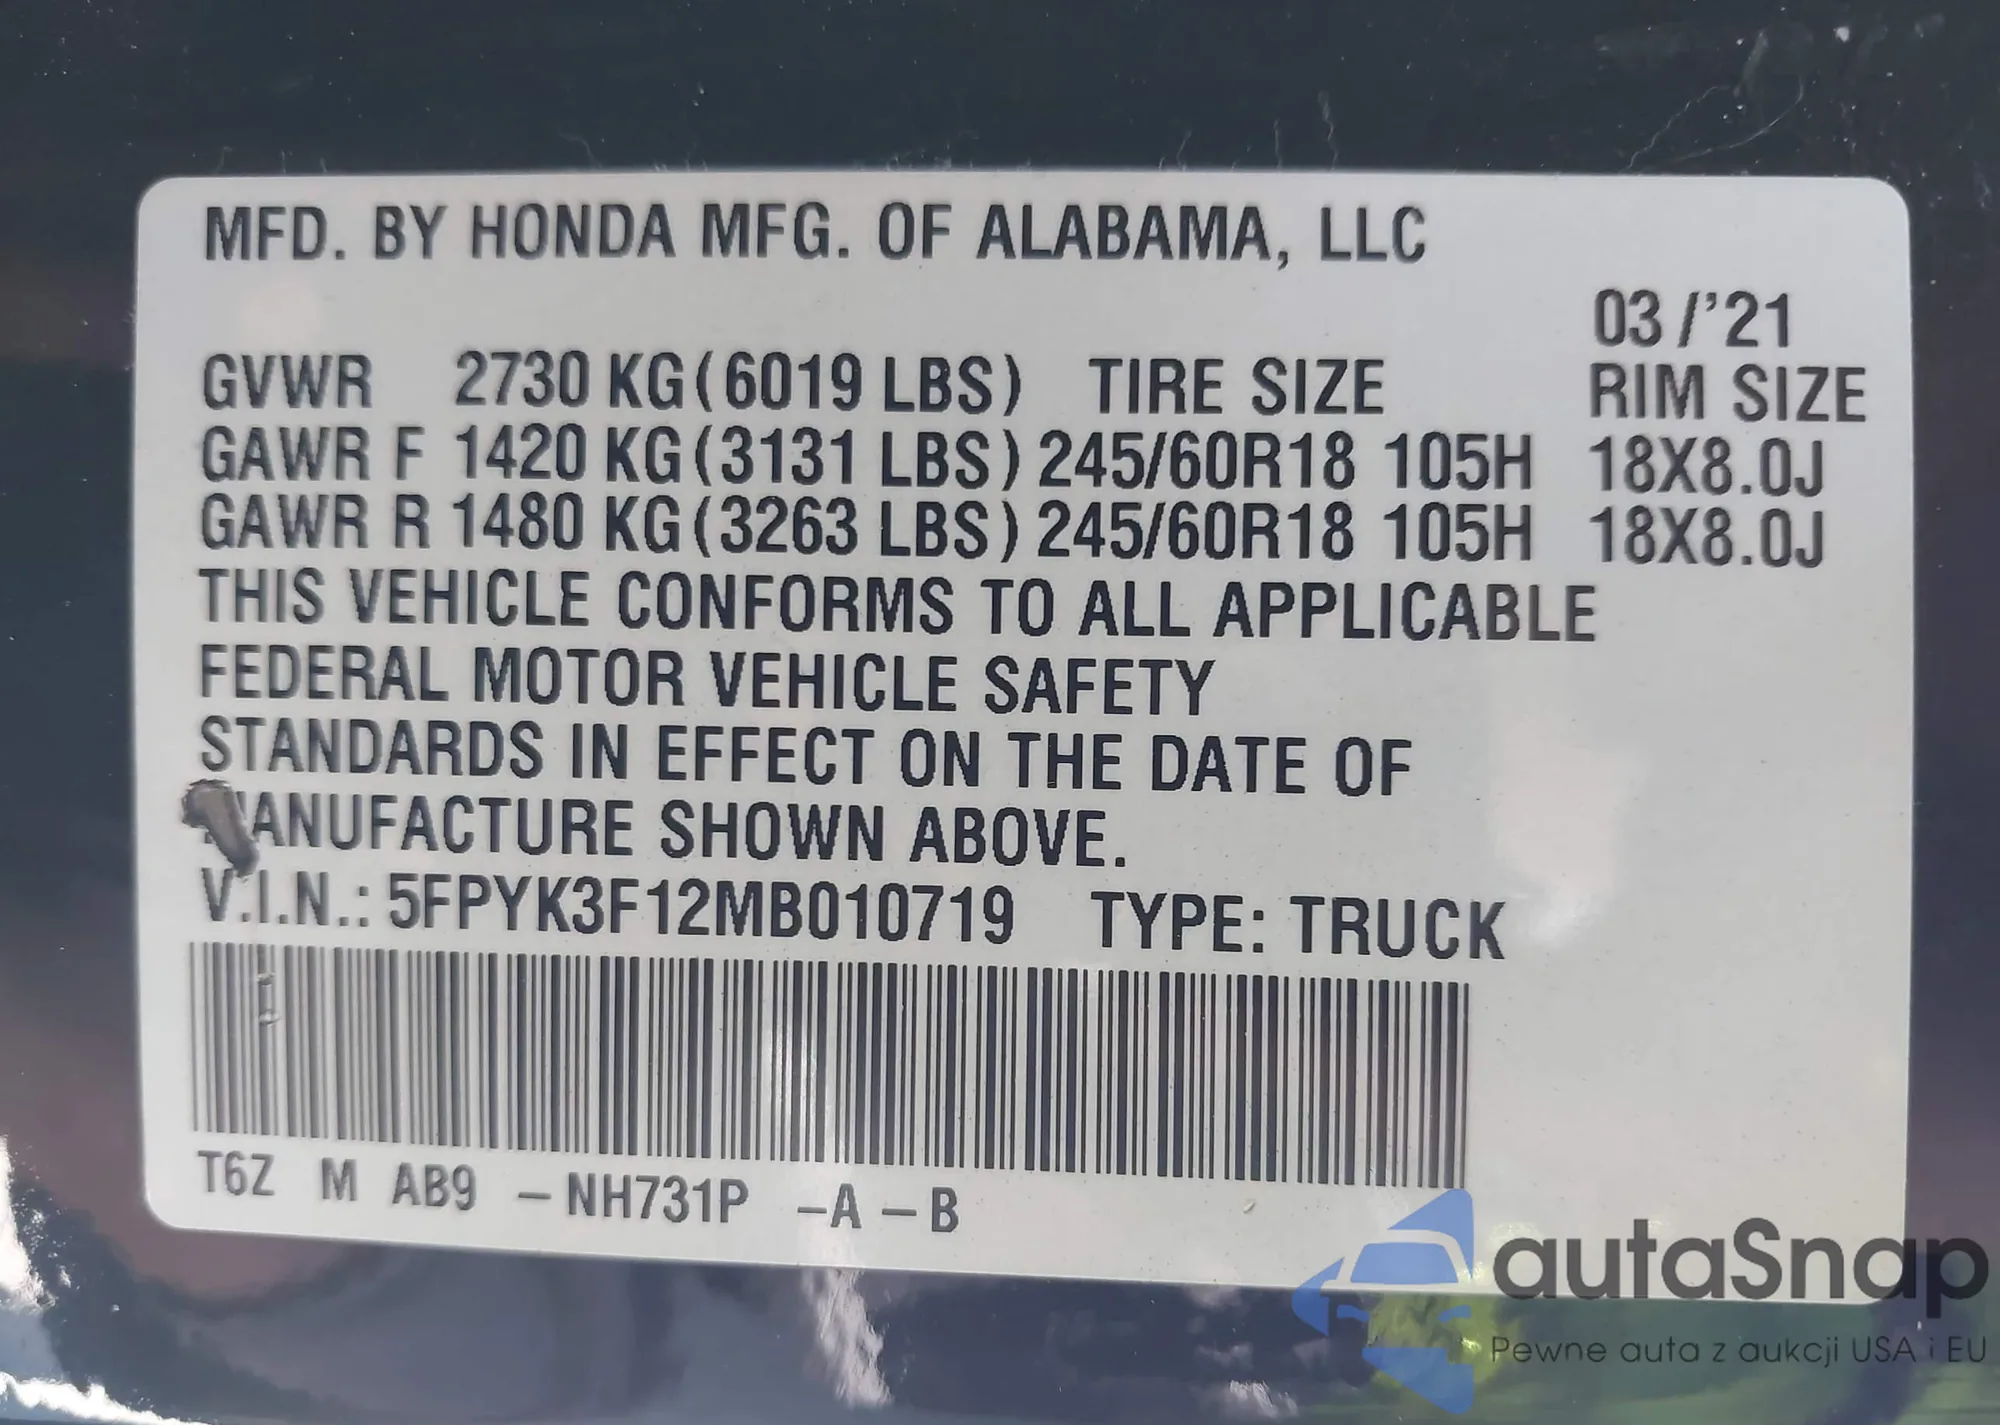 MFD. BY HONDA MFG. OF ALABAMA, LLC
03/'21
GVWR 2730 KG(6019 LBS) TIRE SIZE RIM SIZE
GAWR F 1420 KG(3131 LBS) 245/60R18 105H 18X8.0J
GAWR R 1480 KG(3263 LBS) 245/60R18 105H 18X8.0J
THIS VEHICLE CONFORMS TO ALL APPLICABLE
FEDERAL MOTOR VEHICLE SAFETY
STANDARDS IN EFFECT ON THE DATE OF
MANUFACTURE SHOWN ABOVE.
V.I.N.: 5FPYK3F12MB010719 TYPE: TRUCK
T6Z M AB9 -NH731P -A -B
autaSnap
Pewne auta z aukcji USA i EU